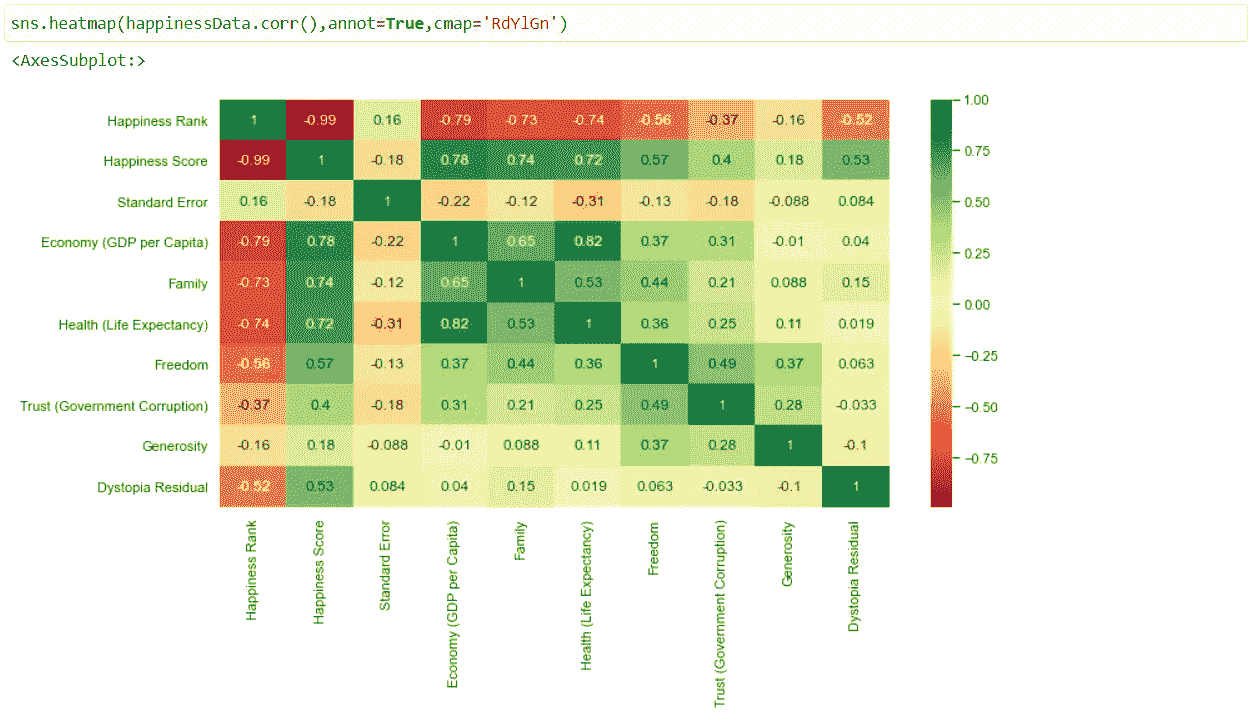 sns.heatmap(happinessData.corr(),annot=True,cmap='RdYlGn')
<AxesSubplot:>
Happiness Rank 1 -0.99 0.16 -0.79 -0.73 -0.74 -0.56 -0.37 -0.16 -0.52
Happiness Score -0.99 1 -0.18 0.78 0.74 0.72 0.57 0.4 0.18 0.53
Standard Error 0.16 -0.18 1 -0.22 -0.12 -0.31 -0.13 -0.18 -0.088 0.084
Economy (GDP per Capita) -0.79 0.78 -0.22 1 0.65 0.82 0.37 0.31 -0.01 0.04
Family -0.73 0.74 -0.12 0.65 1 0.53 0.44 0.21 0.088 0.15
Health (Life Expectancy) -0.74 0.72 -0.31 0.82 0.53 1 0.36 0.25 0.11 0.019
Freedom -0.56 0.57 -0.13 0.37 0.44 0.36 1 0.49 0.37 0.063
Trust (Government Corruption) -0.37 0.4 -0.18 0.31 0.21 0.25 0.49 1 0.28 -0.033
Generosity -0.16 0.18 -0.088 -0.01 0.088 0.11 0.37 0.28 1 -0.1
Dystopia Residual -0.52 0.53 0.084 0.04 0.15 0.019 0.063 -0.033 -0.1 1
Happiness Rank
Happiness Score
Standard Error
Economy (GDP per Capita)
Family
Health (Life Expectancy)
Freedom
Trust (Government Corruption)
Generosity
Dystopia Residual
1.00
0.75
0.50
0.25
0.00
−0.25
−0.50
−0.75